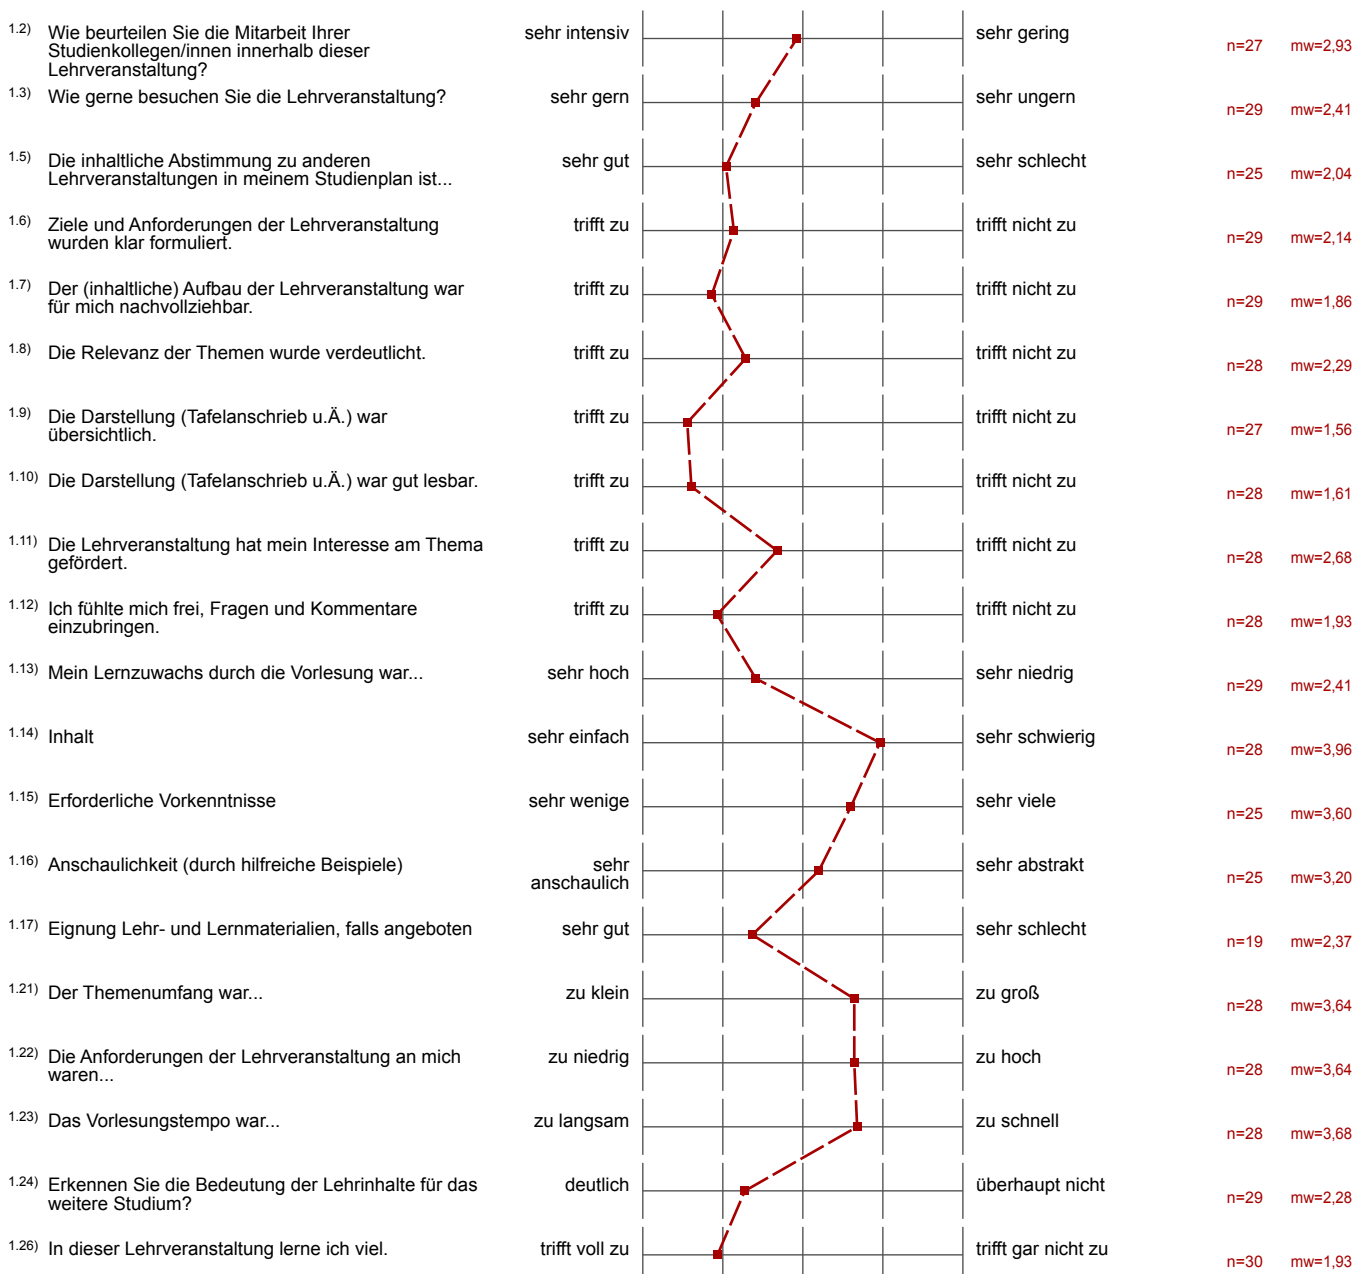 1.2) Wie beurteilen Sie die Mitarbeit Ihrer
Studienkollegen/innen innerhalb dieser
Lehrveranstaltung?
sehr intensiv
sehr gering
n=27 mw=2,93
1.3) Wie gerne besuchen Sie die Lehrveranstaltung?
sehr gern
sehr ungern
n=29 mw=2,41
1.5) Die inhaltliche Abstimmung zu anderen
Lehrveranstaltungen in meinem Studienplan ist...
sehr gut
sehr schlecht
n=25 mw=2,04
1.6) Ziele und Anforderungen der Lehrveranstaltung
wurden klar formuliert.
trifft zu
trifft nicht zu
n=29 mw=2,14
1.7) Der (inhaltliche) Aufbau der Lehrveranstaltung war
für mich nachvollziehbar.
trifft zu
trifft nicht zu
n=29 mw=1,86
1.8) Die Relevanz der Themen wurde verdeutlicht.
trifft zu
trifft nicht zu
n=28 mw=2,29
1.9) Die Darstellung (Tafelanschrieb u.Ä.) war
übersichtlich.
trifft zu
trifft nicht zu
n=27 mw=1,56
1.10) Die Darstellung (Tafelanschrieb u.Ä.) war gut lesbar.
trifft zu
trifft nicht zu
n=28 mw=1,61
1.11) Die Lehrveranstaltung hat mein Interesse am Thema
gefördert.
trifft zu
trifft nicht zu
n=28 mw=2,68
1.12) Ich fühlte mich frei, Fragen und Kommentare
einzubringen.
trifft zu
trifft nicht zu
n=28 mw=1,93
1.13) Mein Lernzuwachs durch die Vorlesung war...
sehr hoch
sehr niedrig
n=29 mw=2,41
1.14) Inhalt
sehr einfach
sehr schwierig
n=28 mw=3,96
1.15) Erforderliche Vorkenntnisse
sehr wenige
sehr viele
n=25 mw=3,60
1.16) Anschaulichkeit (durch hilfreiche Beispiele)
sehr
anschaulich
sehr abstrakt
n=25 mw=3,20
1.17) Eignung Lehr- und Lernmaterialien, falls angeboten
sehr gut
sehr schlecht
n=19 mw=2,37
1.21) Der Themenumfang war...
zu klein
zu groß
n=28 mw=3,64
1.22) Die Anforderungen der Lehrveranstaltung an mich
waren...
zu niedrig
zu hoch
n=28 mw=3,64
1.23) Das Vorlesungstempo war...
zu langsam
zu schnell
n=28 mw=3,68
1.24) Erkennen Sie die Bedeutung der Lehrinhalte für das
weitere Studium?
deutlich
überhaupt nicht
n=29 mw=2,28
1.26) In dieser Lehrveranstaltung lerne ich viel.
trifft voll zu
trifft gar nicht zu
n=30 mw=1,93